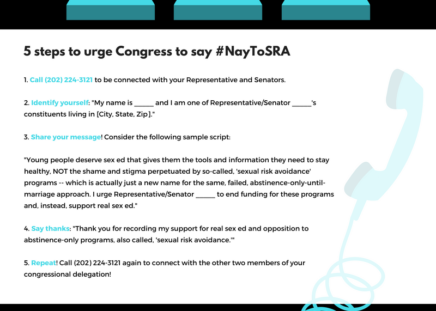 5 steps to urge Congress to say #NayToSRA
1. Call (202) 224-3121 to be connected with your Representative and Senators.
2. Identify yourself: "My name is _____ and I am one of Representative/Senator _____'s
constituents living in [City, State, Zip]."
3. Share your message! Consider the following sample script:
"Young people deserve sex ed that gives them the tools and information they need to stay
healthy, NOT the shame and stigma perpetuated by so-called, 'sexual risk avoidance'
programs -- which is actually just a new name for the same, failed, abstinence-only-until-
marriage approach. I urge Representative/Senator _____ to end funding for these programs
and, instead, support real sex ed."
4. Say thanks: "Thank you for recording my support for real sex ed and opposition to
abstinence-only programs, also called, 'sexual risk avoidance.'"
5. Repeat! Call (202) 224-3121 again to connect with the other two members of your
congressional delegation!